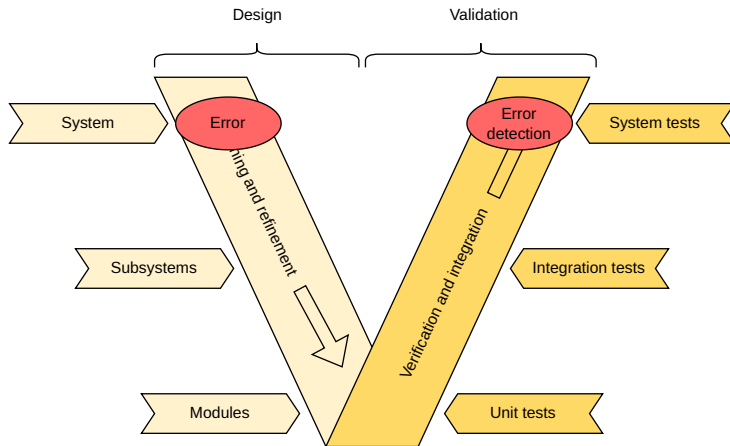 Design
Validation
System
Error
Error
detection
System tests
ning and refinement
Verification and integration
Subsystems
Integration tests
Modules
Unit tests